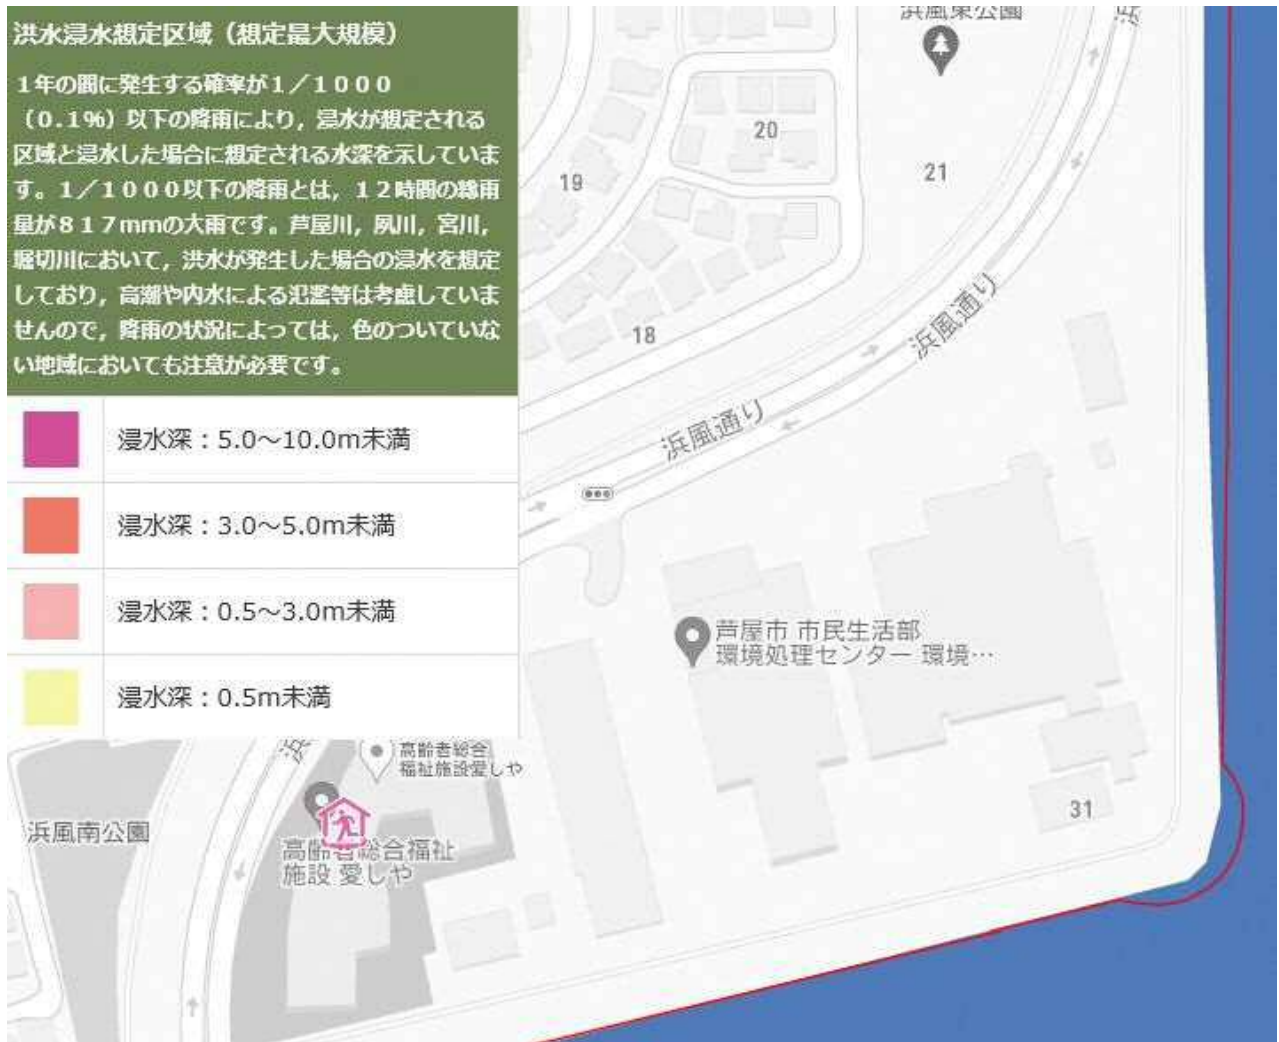 洪水浸水想定区域（想定最大規模）
１年の間に発生する確率が１／１０００
（０.１%）以下の降雨により，浸水が想定される
区域と浸水した場合に想定される水深を示していま
す。１／１０００以下の降雨とは，１２時間の総雨
量が８１７mmの大雨です。芦屋川，夙川，宮川，
堀切川において，洪水が発生した場合の浸水を想定
しており，高潮や内水による氾濫等は考慮していま
せんので，降雨の状況によっては，色のついていな
い地域においても注意が必要です。
浸水深：5.0～10.0m未満
浸水深：3.0～5.0m未満
浸水深：0.5～3.0m未満
浸水深：0.5m未満
浜風東公園
浜
20
19
21
18
浜風通り
浜風通り
芦屋市 市民生活部
環境処理センター 環境…
浜
高齢者総合
福祉施設愛しや
浜風南公園
高齢者総合福祉
施設 愛しや
31